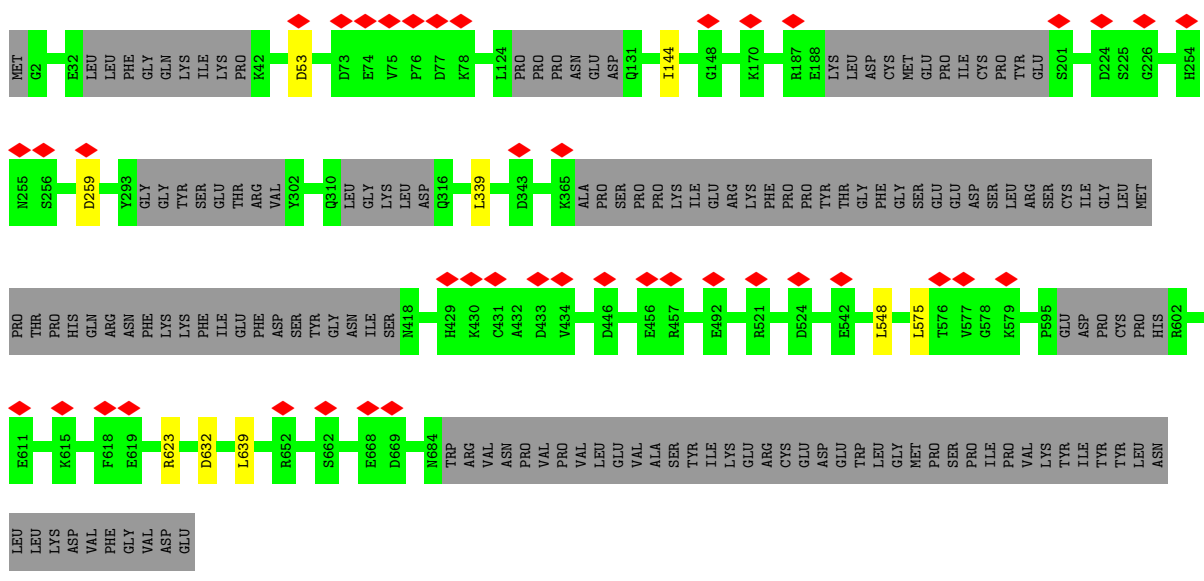 MET G2 E32 LEU LEU PHE GLY GLN LYS ILE LYS PRO K42 D53 D73 E74 V75 P76 D77 K78 L124 PRO PRO PRO ASN GLU ASP Q131 I144 G148 K170 R187 E188 LYS LEU ASP CYS MET GLU PRO ILE CYS PRO TYR GLU S201 D224 S225 G226 H254
N255 S256 D259 Y293 GLY GLY TYR SER GLU THR ARG VAL Y302 Q310 LEU GLY LYS LEU ASP Q316 L339 D343 K365 ALA PRO SER PRO PRO LYS ILE GLU ARG LYS PHE PRO PRO TYR THR GLY PHE GLY SER GLU GLU ASP SER LEU ARG SER CYS ILE GLY LEU MET
PRO THR PRO HIS GLN ARG ASN PHE LYS LYS PHE ILE GLU PHE ASP SER TYR GLY ASN ILE SER N418 H429 K430 C431 A432 D433 V434 D446 E456 R457 E492 R521 D524 E542 L548 L575 T576 V577 G578 K579 P595 GLU ASP PRO CYS PRO HIS R602
E611 K615 F618 E619 R623 D632 L639 R652 S662 E668 D669 N684 TRP ARG VAL ASN PRO VAL PRO VAL LEU GLU VAL ALA SER TYR ILE LYS GLU ARG CYS GLU ASP GLU TRP LEU GLY MET PRO SER PRO ILE PRO VAL LYS TYR ILE TYR TYR LEU ASN
LEU LEU LYS ASP VAL PHE GLY VAL ASP GLU